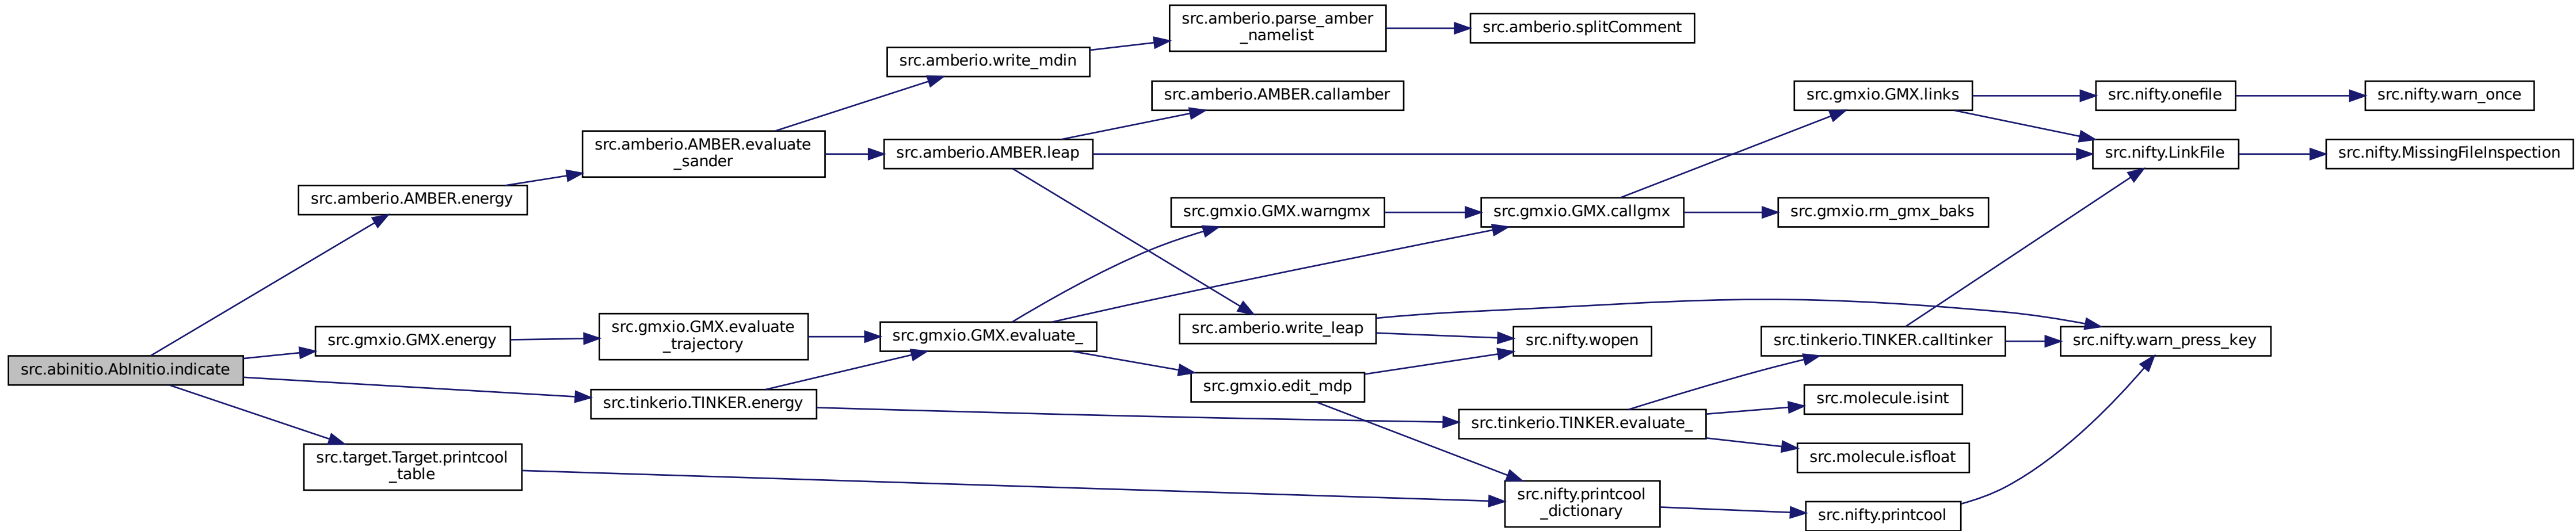 src.abinitio.AbInitio.indicate
src.amberio.AMBER.energy
src.gmxio.GMX.energy
src.tinkerio.TINKER.energy
src.target.Target.printcool
_table
src.amberio.AMBER.evaluate
_sander
src.gmxio.GMX.evaluate
_trajectory
src.amberio.write_mdin
src.amberio.AMBER.leap
src.gmxio.GMX.evaluate_
src.amberio.parse_amber
_namelist
src.amberio.AMBER.callamber
src.gmxio.GMX.warngmx
src.amberio.write_leap
src.gmxio.edit_mdp
src.amberio.splitComment
src.gmxio.GMX.callgmx
src.nifty.wopen
src.tinkerio.TINKER.evaluate_
src.nifty.printcool
_dictionary
src.gmxio.GMX.links
src.gmxio.rm_gmx_baks
src.tinkerio.TINKER.calltinker
src.molecule.isint
src.molecule.isfloat
src.nifty.printcool
src.nifty.onefile
src.nifty.LinkFile
src.nifty.warn_press_key
src.nifty.warn_once
src.nifty.MissingFileInspection